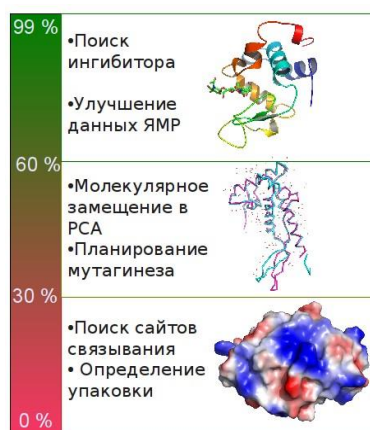 99 %
•Поиск
ингибитора
•Улучшение
данных ЯМР
60 %
•Молекулярное
замещение в
РСА
•Планирование
мутагинеза
30 %
•Поиск сайтов
связывания
• Определение
упаковки
0 %